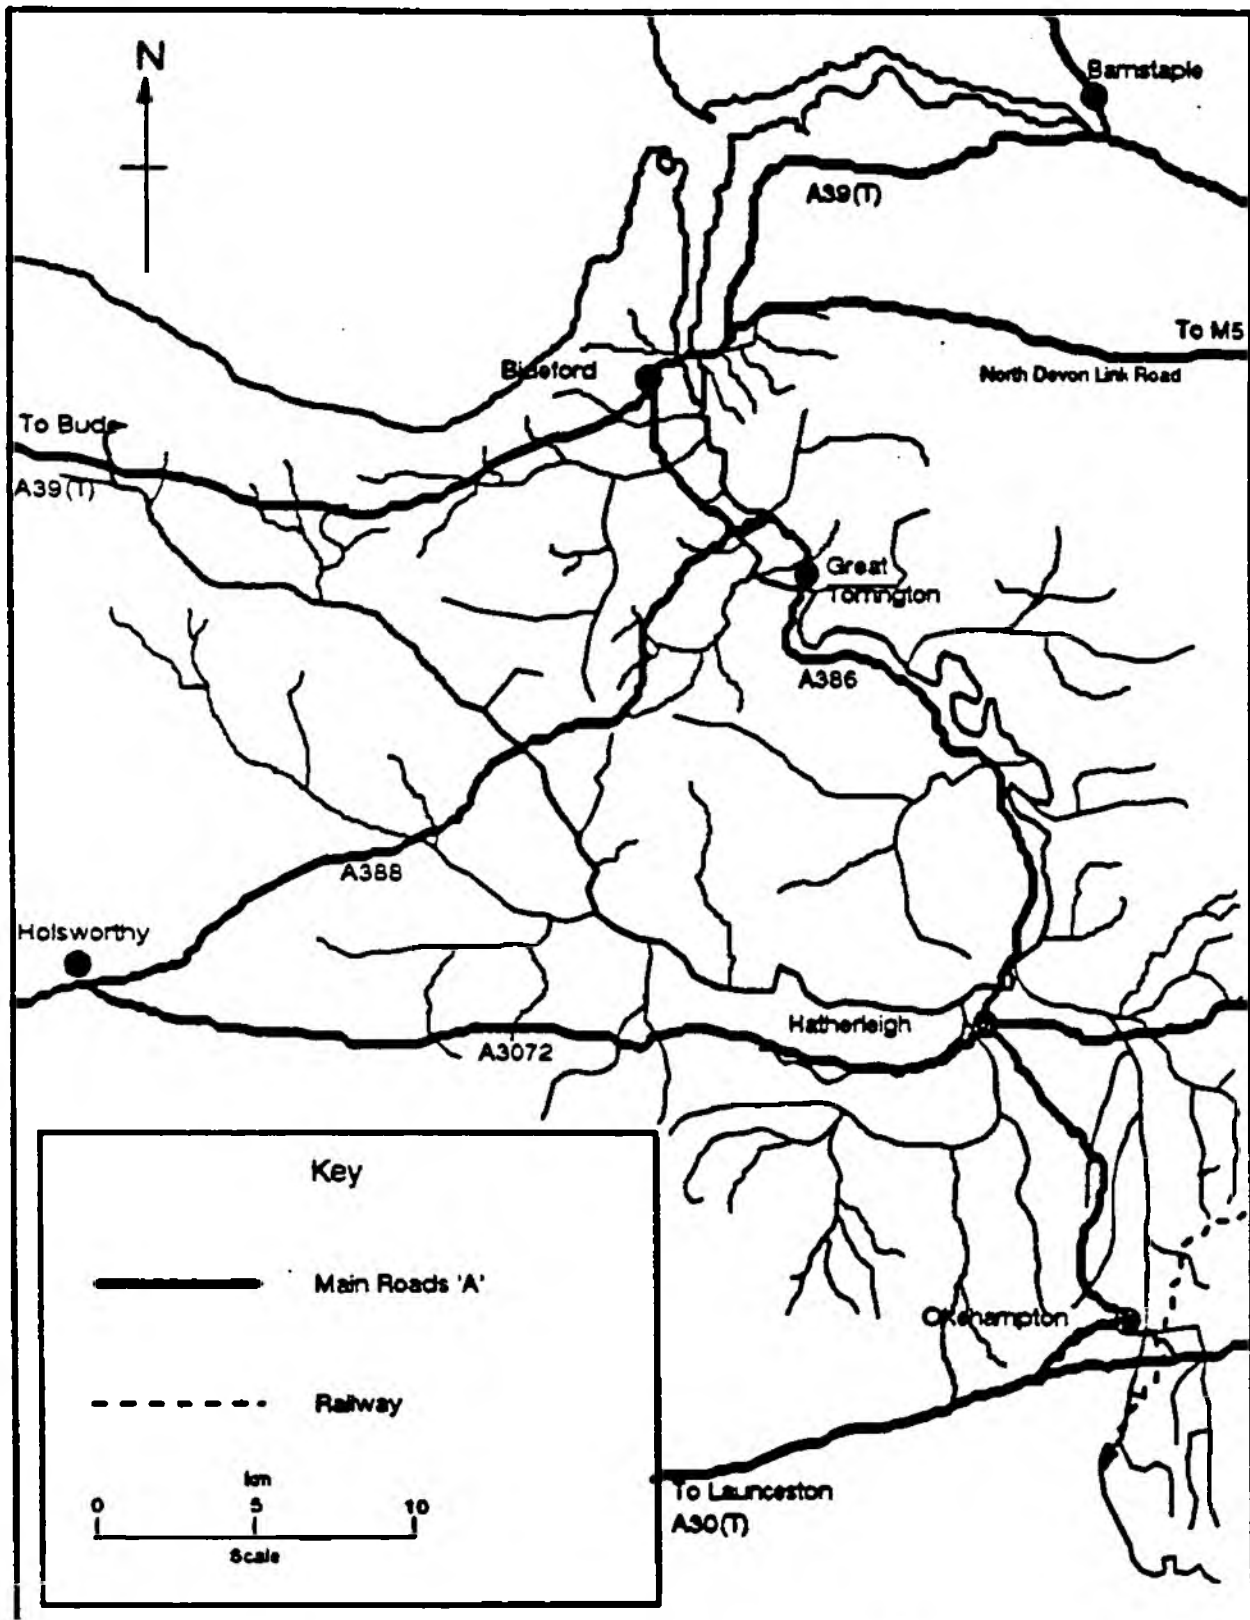 N
Barnstaple
A39(T)
To M5
North Devon Link Road
Bideford
To Bude
A39(T)
Great
Torrington
A386
A388
Holsworthy
Hatherleigh
A3072
Key
Main Roads 'A'
Railway
km
0 5 10
Scale
Okehampton
To Launceston
A30(T)